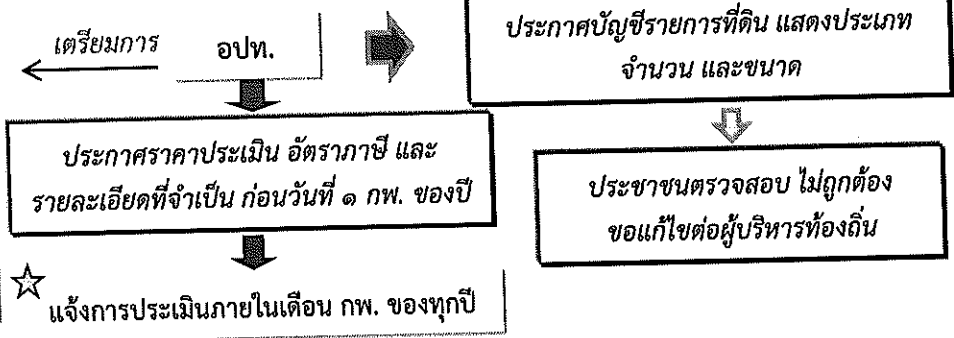 เตรียมการ
อปท.
ประกาศบัญชีรายการที่ดิน แสดงประเภท
จำนวน และขนาด
ประกาศราคาประเมิน อัตราภาษี และ
รายละเอียดที่จำเป็น ก่อนวันที่ ๑ กพ. ของปี
ประชาชนตรวจสอบ ไม่ถูกต้อง
ขอแก้ไขต่อผู้บริหารท้องถิ่น
แจ้งการประเมินภายในเดือน กพ. ของทุกปี